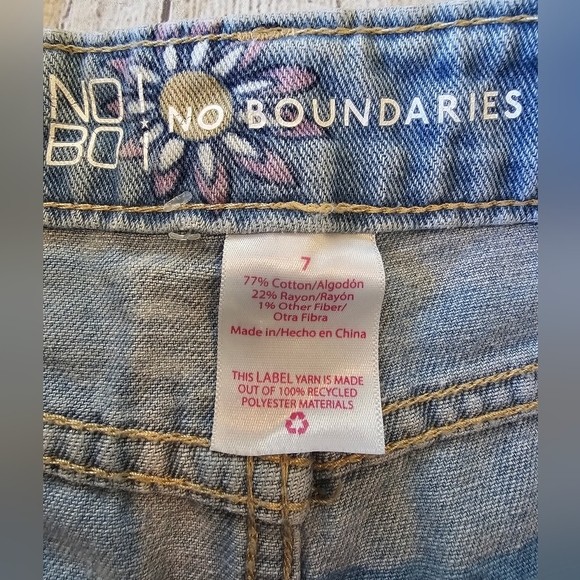 NO
BO
NO BOUNDARIES
7
77% Cotton/Algodón
22% Rayon/Rayón
1% Other Fiber/
Otra Fibra
Made in/Hecho en China
THIS LABEL YARN IS MADE
OUT OF 100% RECYCLED
POLYESTER MATERIALS